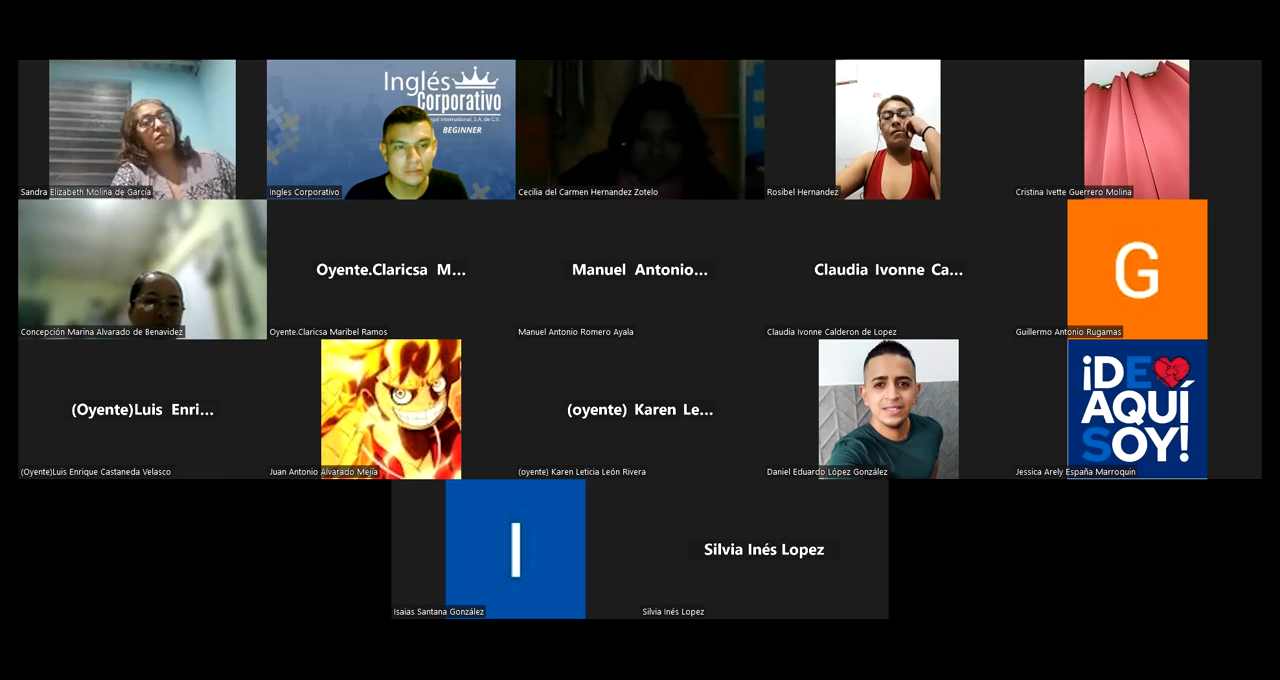 Inglés
Corporativo
BEGINNER
Sandra Elizabeth Molina de García
Ingles Corporativo
Cecilia del Carmen Hernandez Zotelo
Rosibel Hernandez
Cristina Ivette Guerrero Molina
Oyente.Claricsa M...
Manuel Antonio...
Claudia Ivonne Ca...
G
Concepción Marina Alvarado de Benavidez
Oyente.Claricsa Maribel Ramos
Manuel Antonio Romero Ayala
Claudia Ivonne Calderon de Lopez
Guillermo Antonio Rugamas
(Oyente)Luis Enri...
(oyente) Karen Le...
¡DE
AQUÍ
SOY!
(Oyente)Luis Enrique Castaneda Velasco
Juan Antonio Alvarado Mejía
(oyente) Karen Leticia León Rivera
Daniel Eduardo López González
Jessica Arely España Marroquin
I
Silvia Inés Lopez
Isaias Santana González
Silvia Inés Lopez